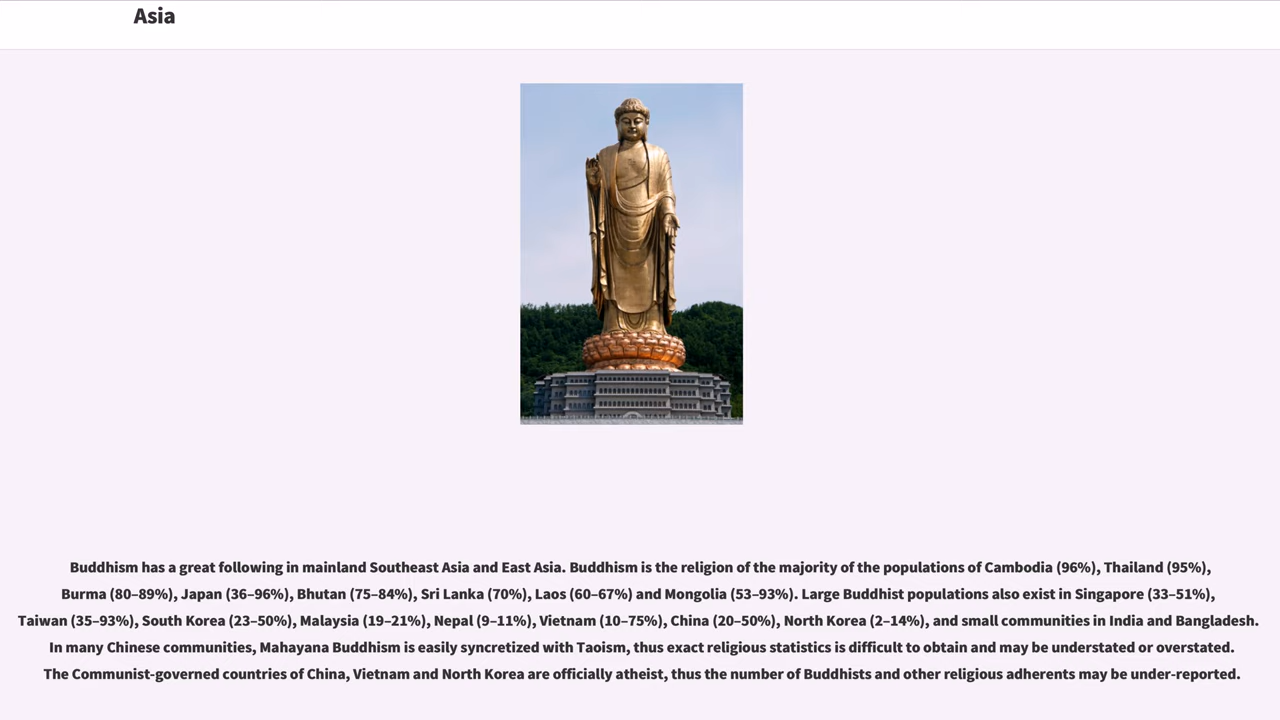 Asia
Buddhism has a great following in mainland Southeast Asia and East Asia. Buddhism is the religion of the majority of the populations of Cambodia (96%), Thailand (95%),
Burma (80–89%), Japan (36–96%), Bhutan (75–84%), Sri Lanka (70%), Laos (60–67%) and Mongolia (53–93%). Large Buddhist populations also exist in Singapore (33–51%),
Taiwan (35–93%), South Korea (23–50%), Malaysia (19–21%), Nepal (9–11%), Vietnam (10–75%), China (20–50%), North Korea (2–14%), and small communities in India and Bangladesh.
In many Chinese communities, Mahayana Buddhism is easily syncretized with Taoism, thus exact religious statistics is difficult to obtain and may be understated or overstated.
The Communist-governed countries of China, Vietnam and North Korea are officially atheist, thus the number of Buddhists and other religious adherents may be under-reported.